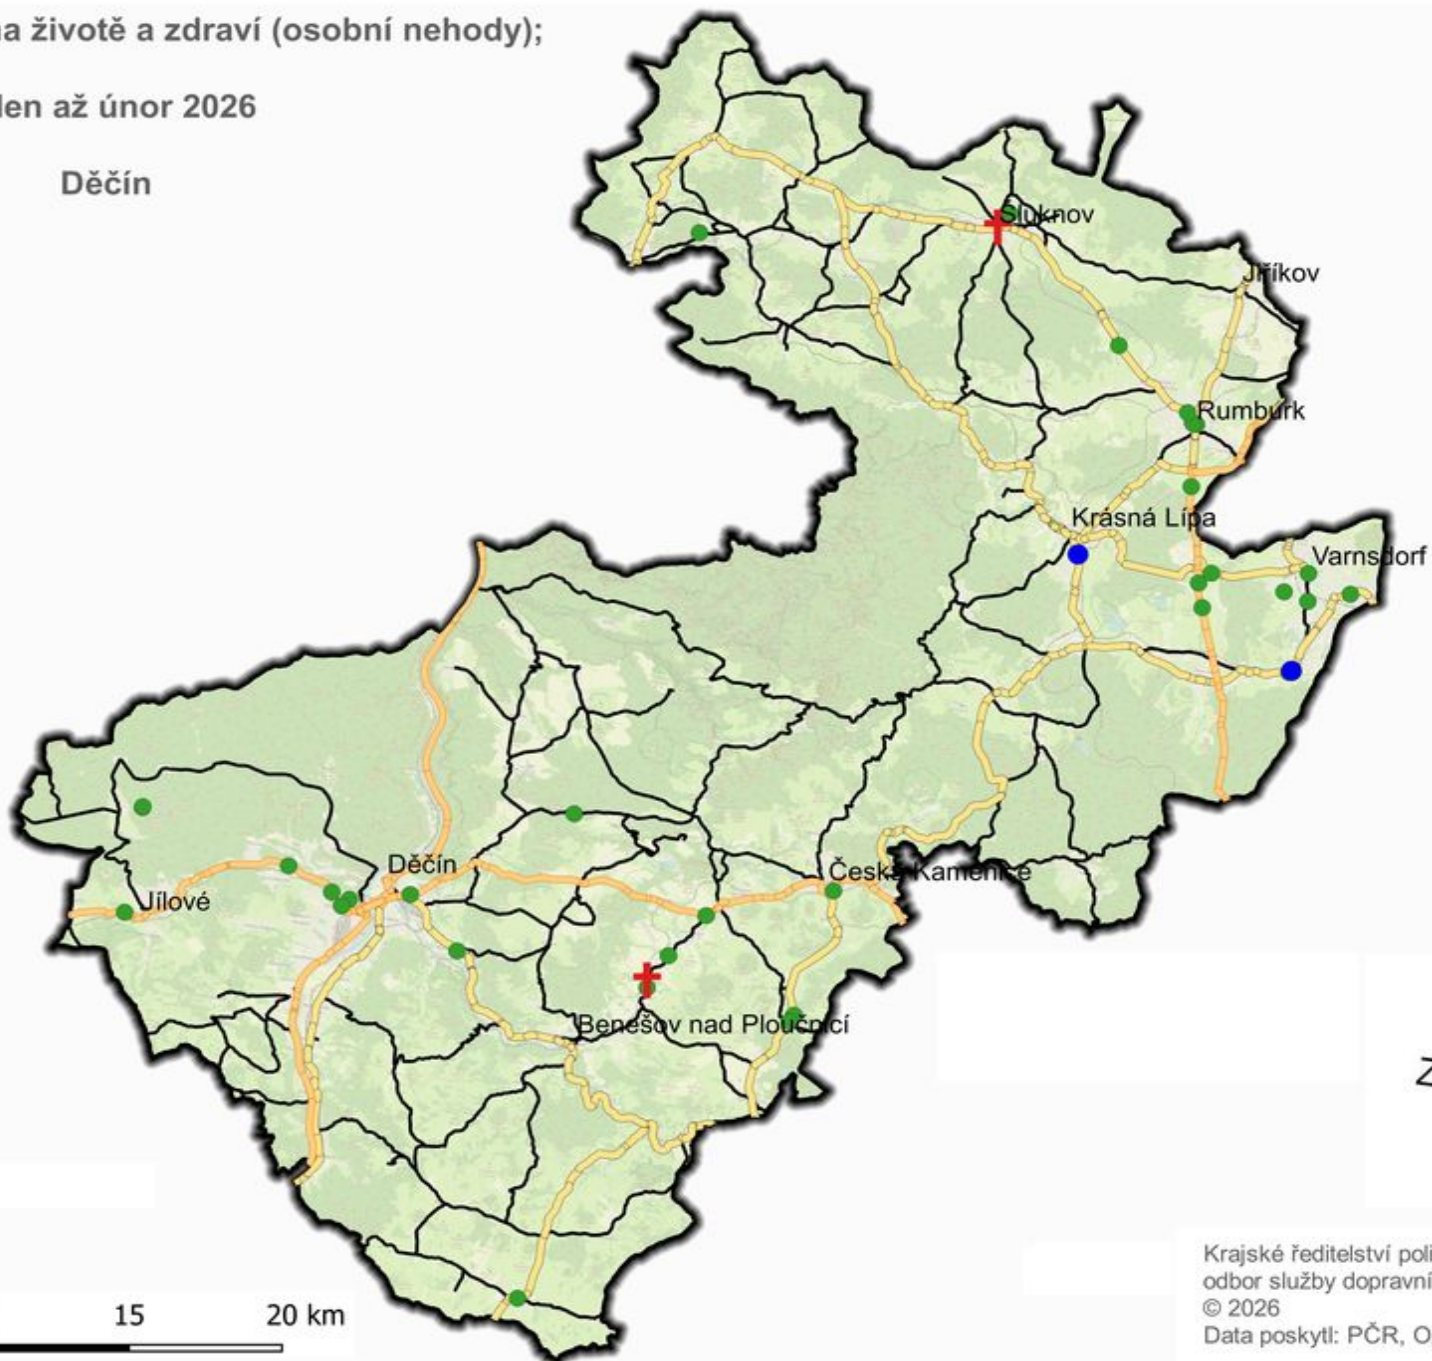 na životě a zdraví (osobní nehody);
den až únor 2026
Děčín
Šluknov
Jiříkov
Rumburk
Krásná Lípa
Varnsdorf
Děčín
Česká Kamenice
Jílové
Benešov nad Ploučnicí
Z
15 20 km
Krajské ředitelství poli
odbor služby dopravní
© 2026
Data poskytl: PČR, O